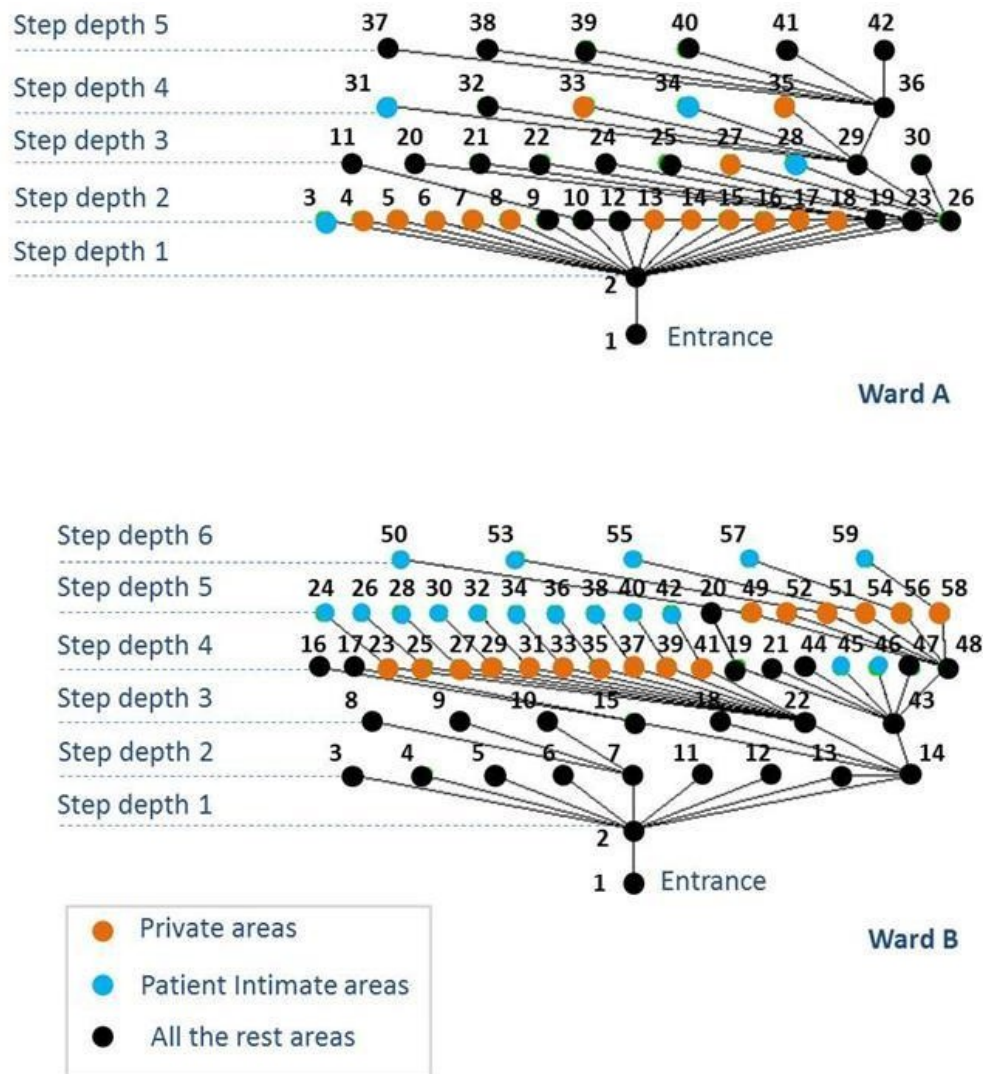 Step depth 5 37 38 39 40 41 42
Step depth 4 31 32 33 34 35 36
Step depth 3 11 20 21 22 24 25 27 28 29 30
Step depth 2 3 4 5 6 7 8 9 10 12 13 14 15 16 17 18 19 23 26
Step depth 1
2
1 Entrance
Ward A
Step depth 6 50 53 55 57 59
Step depth 5 24 26 28 30 32 34 36 38 40 42 20 49 52 51 54 56 58
Step depth 4 16 17 23 25 27 29 31 33 35 37 39 41 19 21 44 45 46 47 48
Step depth 3 8 9 10 15 18 22 43
Step depth 2 3 4 5 6 7 11 12 13 14
Step depth 1
2
1 Entrance
Ward B
Private areas
Patient Intimate areas
All the rest areas